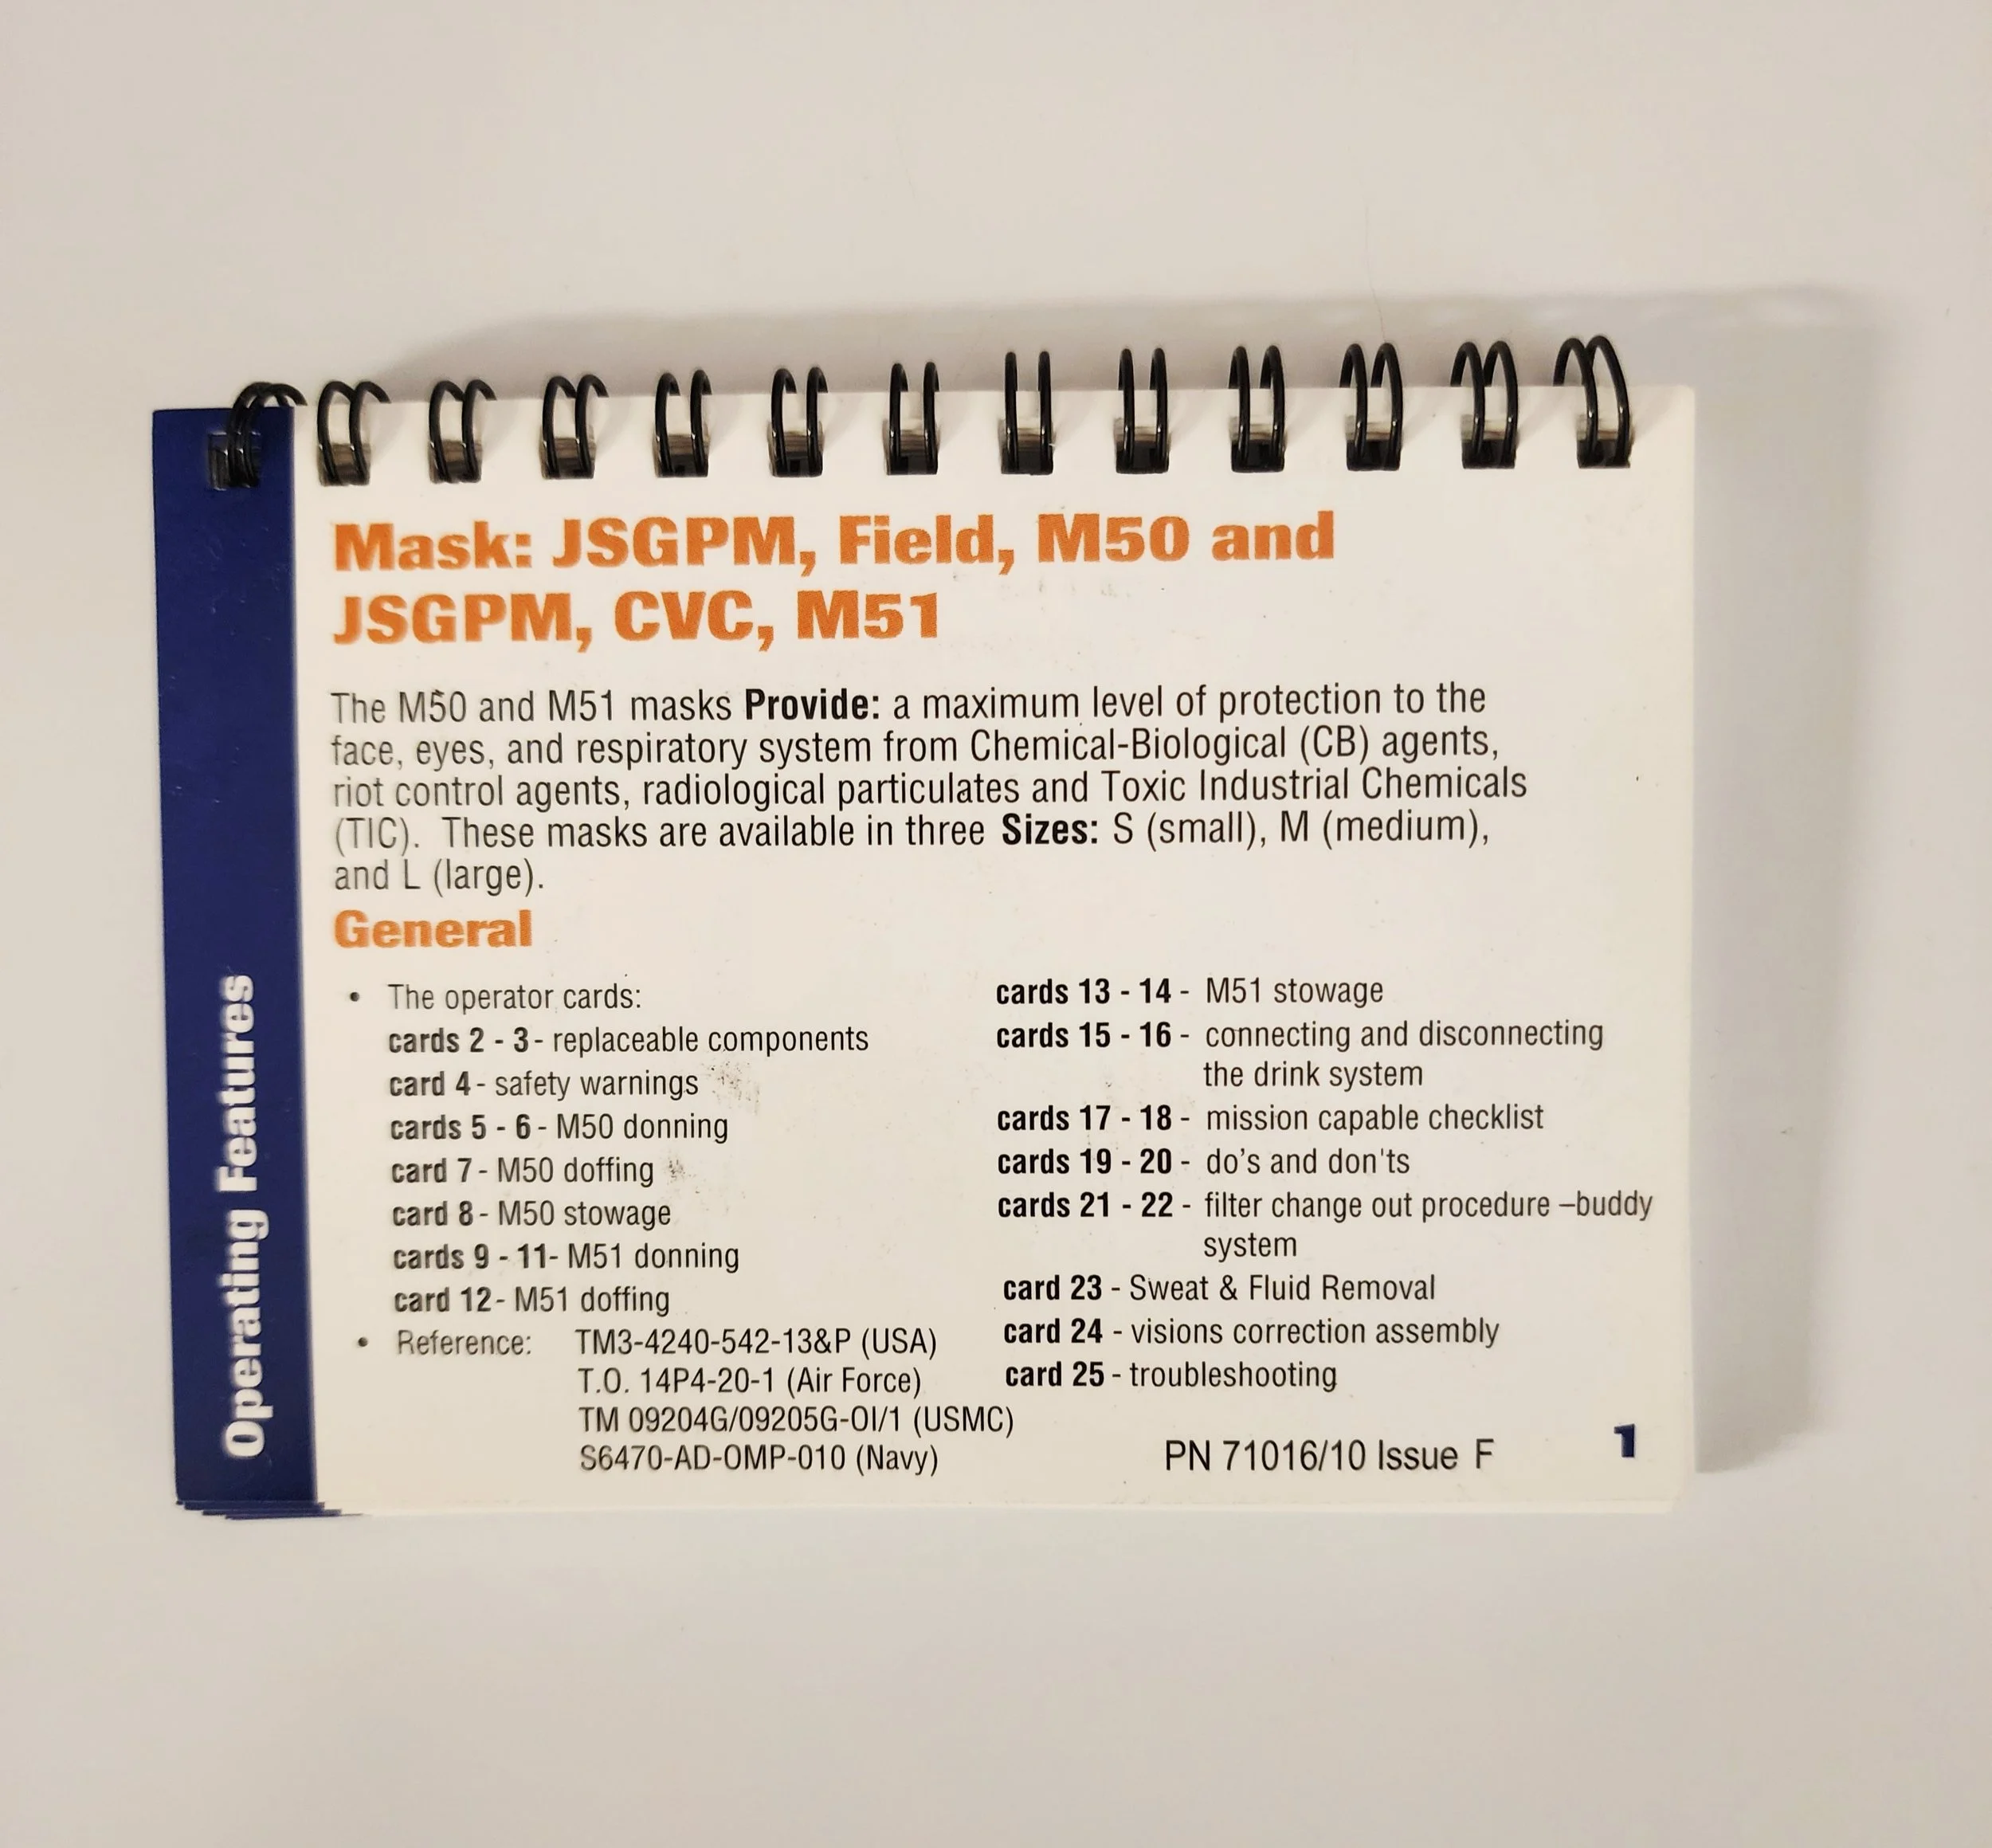 Operating Features
Mask: JSGPM, Field, M50 and
JSGPM, CVC, M51
The M50 and M51 masks Provide: a maximum level of protection to the
face, eyes, and respiratory system from Chemical-Biological (CB) agents,
riot control agents, radiological particulates and Toxic Industrial Chemicals
(TIC). These masks are available in three Sizes: S (small), M (medium),
and L (large).
General
• The operator cards:
cards 2 - 3- replaceable components
card 4- safety warnings
cards 5 - 6 - M50 donning
card 7 - M50 doffing
card 8 - M50 stowage
cards 9 - 11- M51 donning
card 12- M51 doffing
• Reference: TM3-4240-542-13&P (USA)
T.O. 14P4-20-1 (Air Force)
TM 09204G/09205G-OI/1 (USMC)
S6470-AD-OMP-010 (Navy)
cards 13 - 14 - M51 stowage
cards 15 - 16 - connecting and disconnecting
the drink system
cards 17 - 18 - mission capable checklist
cards 19 - 20 - do's and don'ts
cards 21 - 22 - filter change out procedure –buddy
system
card 23 - Sweat & Fluid Removal
card 24 - visions correction assembly
card 25 - troubleshooting
PN 71016/10 Issue F
1